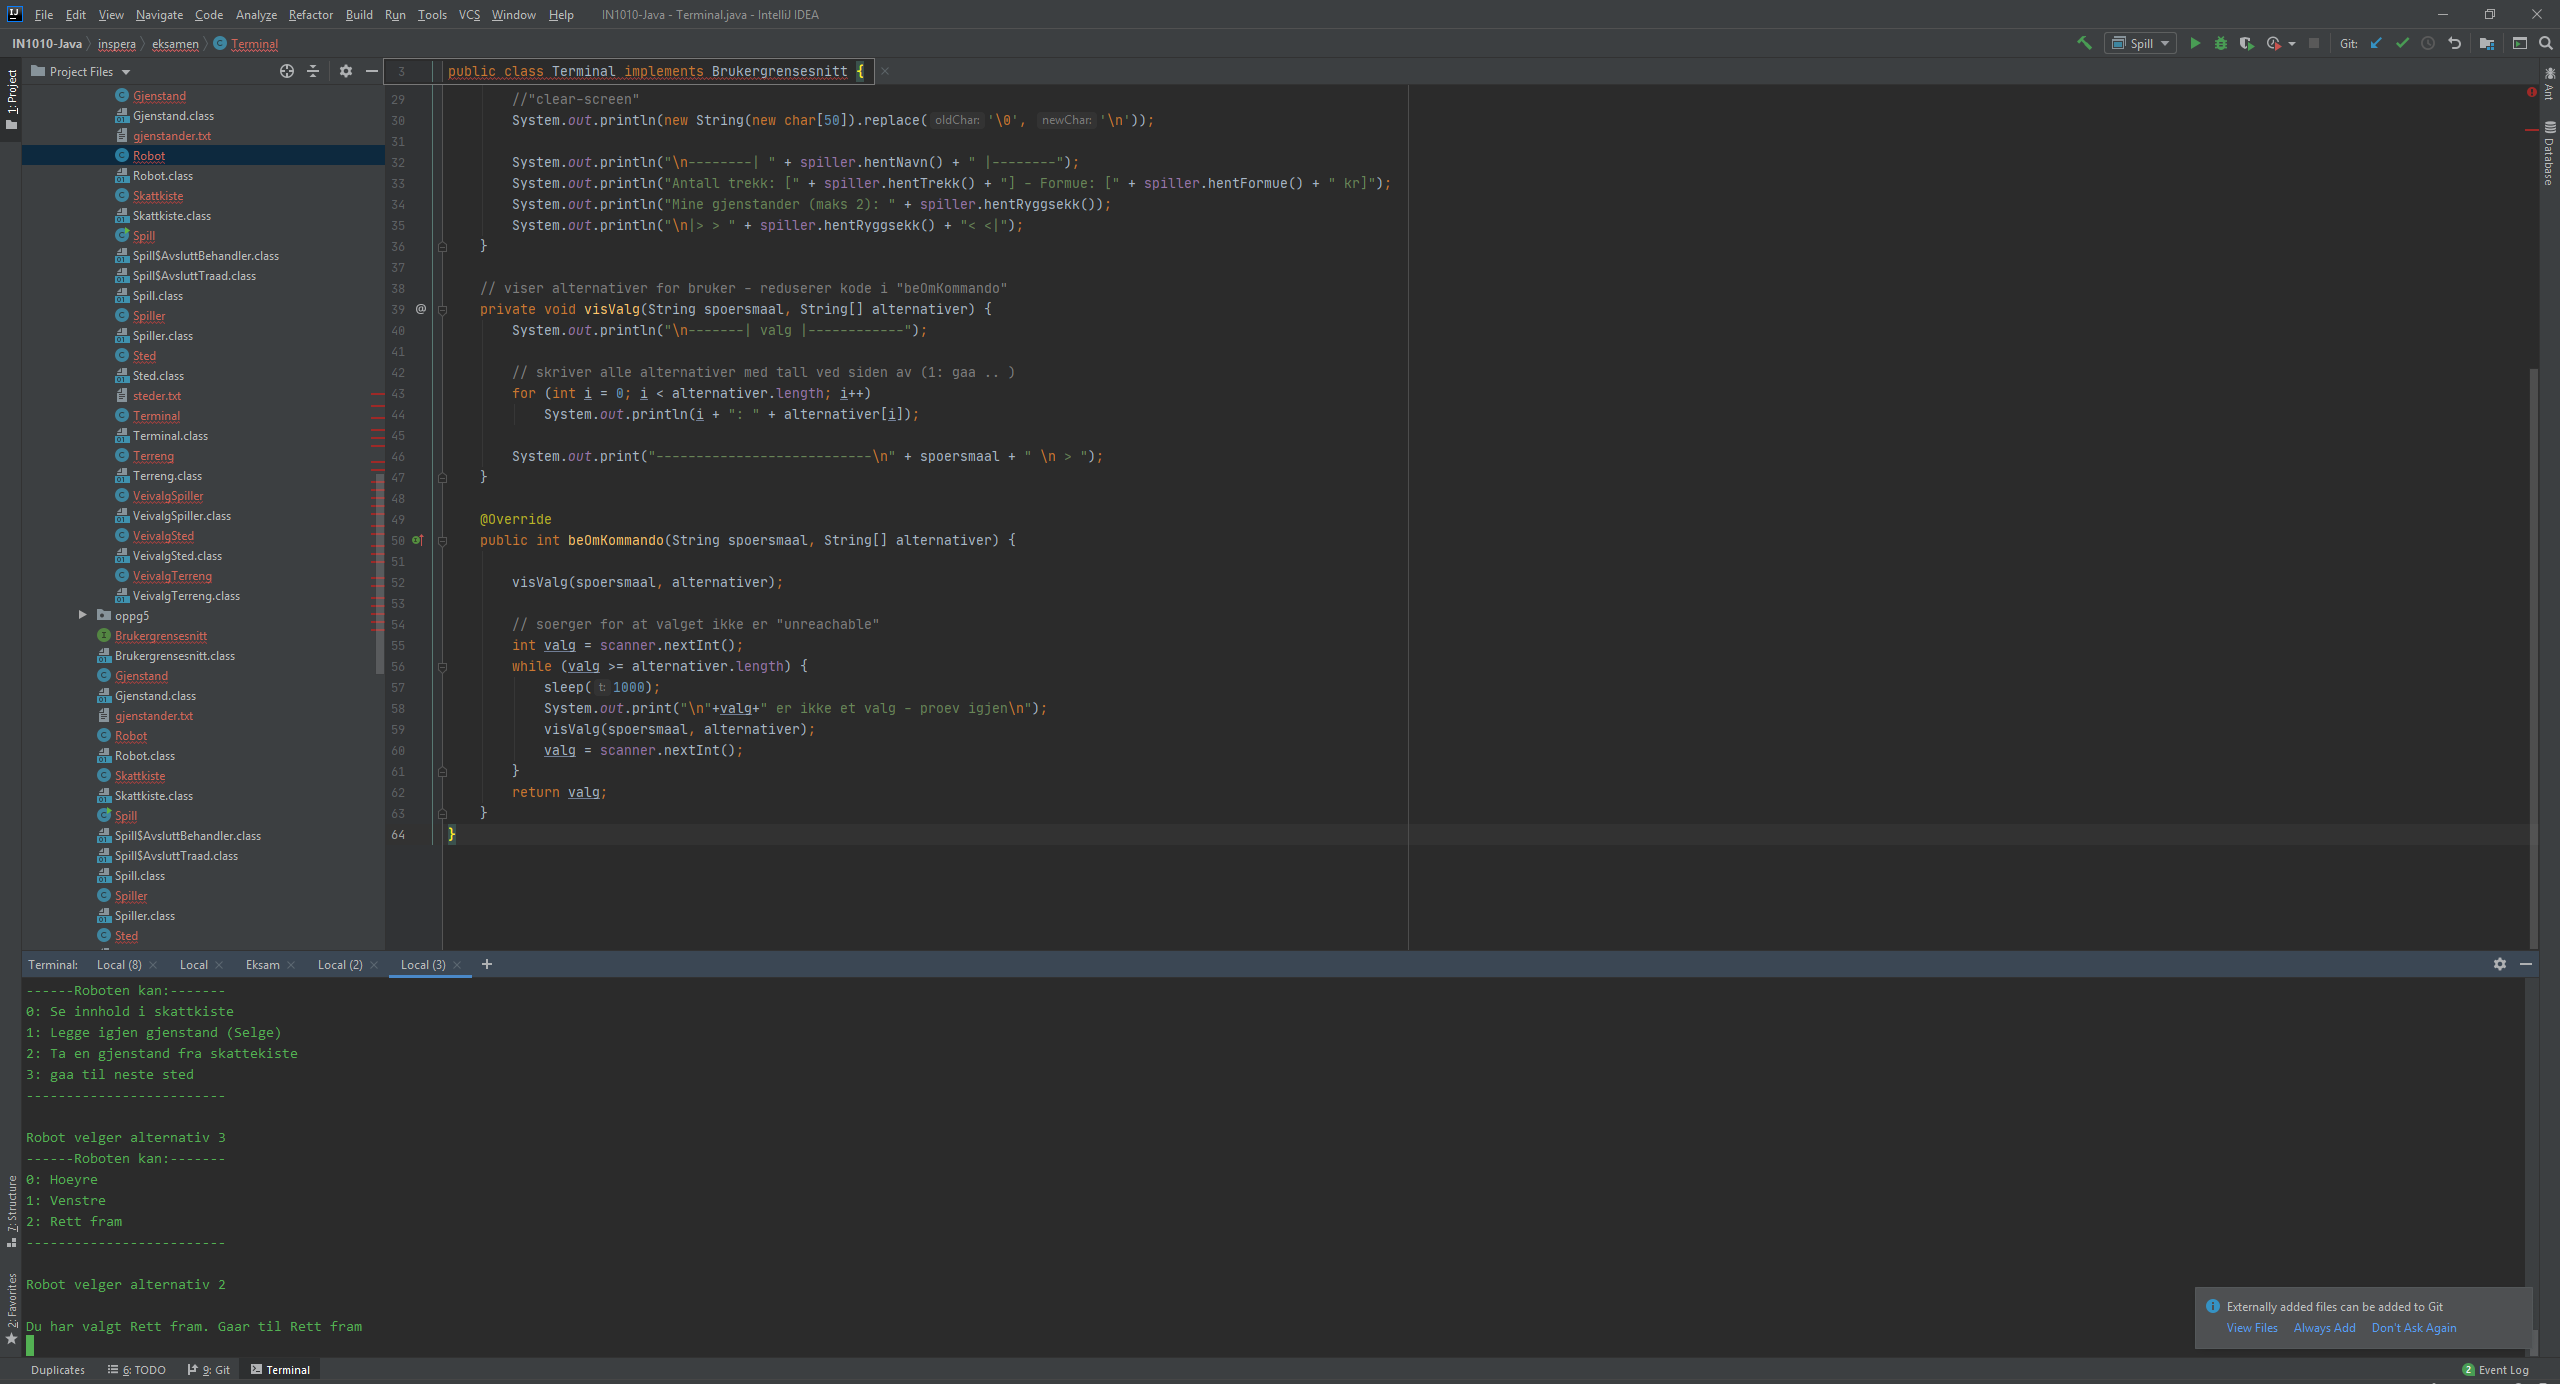 File Edit View Navigate Code Analyze Refactor Build Run Tools VCS Window Help IN1010-Java - Terminal.java - IntelliJ IDEA
IN1010-Java inspera eksamen Terminal
Spill Git:
1: Project
7: Structure
2: Favorites
Project Files
Gjenstand
Gjenstand.class
gjenstander.txt
Robot
Robot.class
Skattkiste
Skattkiste.class
Spill
Spill$AvsluttBehandler.class
Spill$AvsluttTraad.class
Spill.class
Spiller
Spiller.class
Sted
Sted.class
steder.txt
Terminal
Terminal.class
Terreng
Terreng.class
VeivalgSpiller
VeivalgSpiller.class
VeivalgSted
VeivalgSted.class
VeivalgTerreng
VeivalgTerreng.class
oppg5
Brukergrensesnitt
Brukergrensesnitt.class
Gjenstand
Gjenstand.class
gjenstander.txt
Robot
Robot.class
Skattkiste
Skattkiste.class
Spill
Spill$AvsluttBehandler.class
Spill$AvsluttTraad.class
Spill.class
Spiller
Spiller.class
Sted
3 public class Terminal implements Brukergrensesnitt {
29 //"clear-screen"
30 System.out.println(new String(new char[50]).replace( oldChar: '\0', newChar: '\n'));
31
32 System.out.println("\n--------| " + spiller.hentNavn() + " |--------");
33 System.out.println("Antall trekk: [" + spiller.hentTrekk() + "] - Formue: [" + spiller.hentFormue() + " kr]");
34 System.out.println("Mine gjenstander (maks 2): " + spiller.hentRyggsekk());
35 System.out.println("\n|> > " + spiller.hentRyggsekk() + "< <|");
36 }
37
38 // viser alternativer for bruker - reduserer kode i "beOmKommando"
39 @ private void visValg(String spoersmaal, String[] alternativer) {
40 System.out.println("\n-------| valg |------------");
41
42 // skriver alle alternativer med tall ved siden av (1: gaa .. )
43 for (int i = 0; i < alternativer.length; i++)
44 System.out.println(i + ": " + alternativer[i]);
45
46 System.out.print("---------------------------\n" + spoersmaal + " \n > ");
47 }
48
49 @Override
50 public int beOmKommando(String spoersmaal, String[] alternativer) {
51
52 visValg(spoersmaal, alternativer);
53
54 // soerger for at valget ikke er "unreachable"
55 int valg = scanner.nextInt();
56 while (valg >= alternativer.length) {
57 sleep( t: 1000);
58 System.out.print("\n"+valg+" er ikke et valg - proev igjen\n");
59 visValg(spoersmaal, alternativer);
60 valg = scanner.nextInt();
61 }
62 return valg;
63 }
64 }
Ant
Database
Terminal: Local (8) Local Eksam Local (2) Local (3) +
------Roboten kan:-------
0: Se innhold i skattkiste
1: Legge igjen gjenstand (Selge)
2: Ta en gjenstand fra skattekiste
3: gaa til neste sted
-------------------------
Robot velger alternativ 3
------Roboten kan:-------
0: Hoeyre
1: Venstre
2: Rett fram
-------------------------
Robot velger alternativ 2
Du har valgt Rett fram. Gaar til Rett fram
Externally added files can be added to Git
View Files Always Add Don't Ask Again
Duplicates 6: TODO 9: Git Terminal 2 Event Log